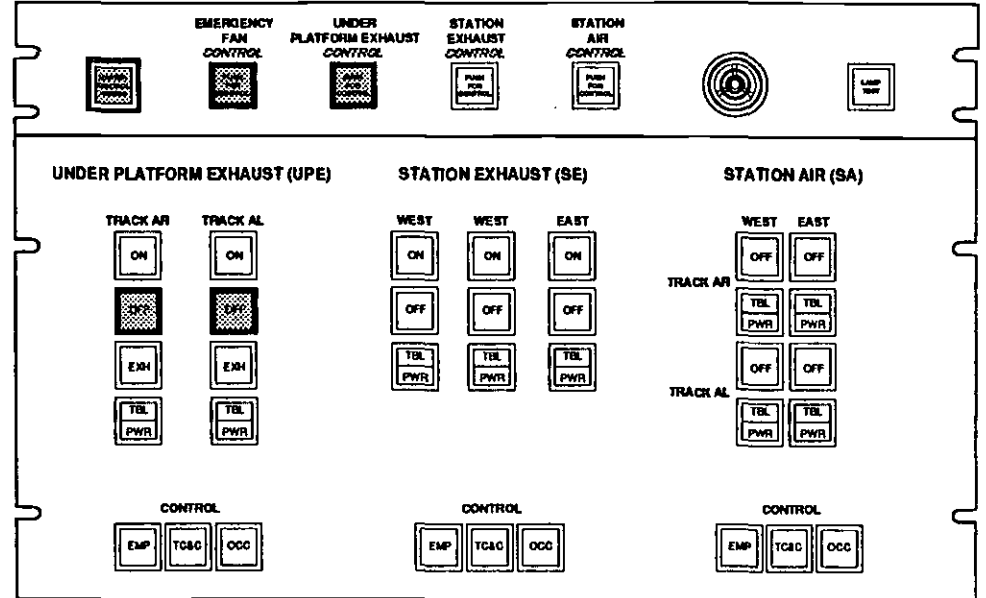 EMERGENCY FAN CONTROL
UNDER PLATFORM EXHAUST CONTROL
STATION EXHAUST CONTROL
STATION AIR CONTROL
PUSH FOR CONTROL
PUSH FOR CONTROL
LAMP TEST
UNDER PLATFORM EXHAUST (UPE)
STATION EXHAUST (SE)
STATION AIR (SA)
TRACK AR TRACK AL
WEST WEST EAST
WEST EAST
ON ON ON ON ON OFF OFF
TRACK AR
OFF OFF OFF OFF OFF TBL TBL
PWR PWR
EXH EXH TBL TBL TBL OFF OFF
PWR PWR PWR
TRACK AL
TBL TBL TBL TBL
PWR PWR PWR PWR
CONTROL CONTROL CONTROL
EMP TC&C OCC EMP TC&C OCC EMP TC&C OCC